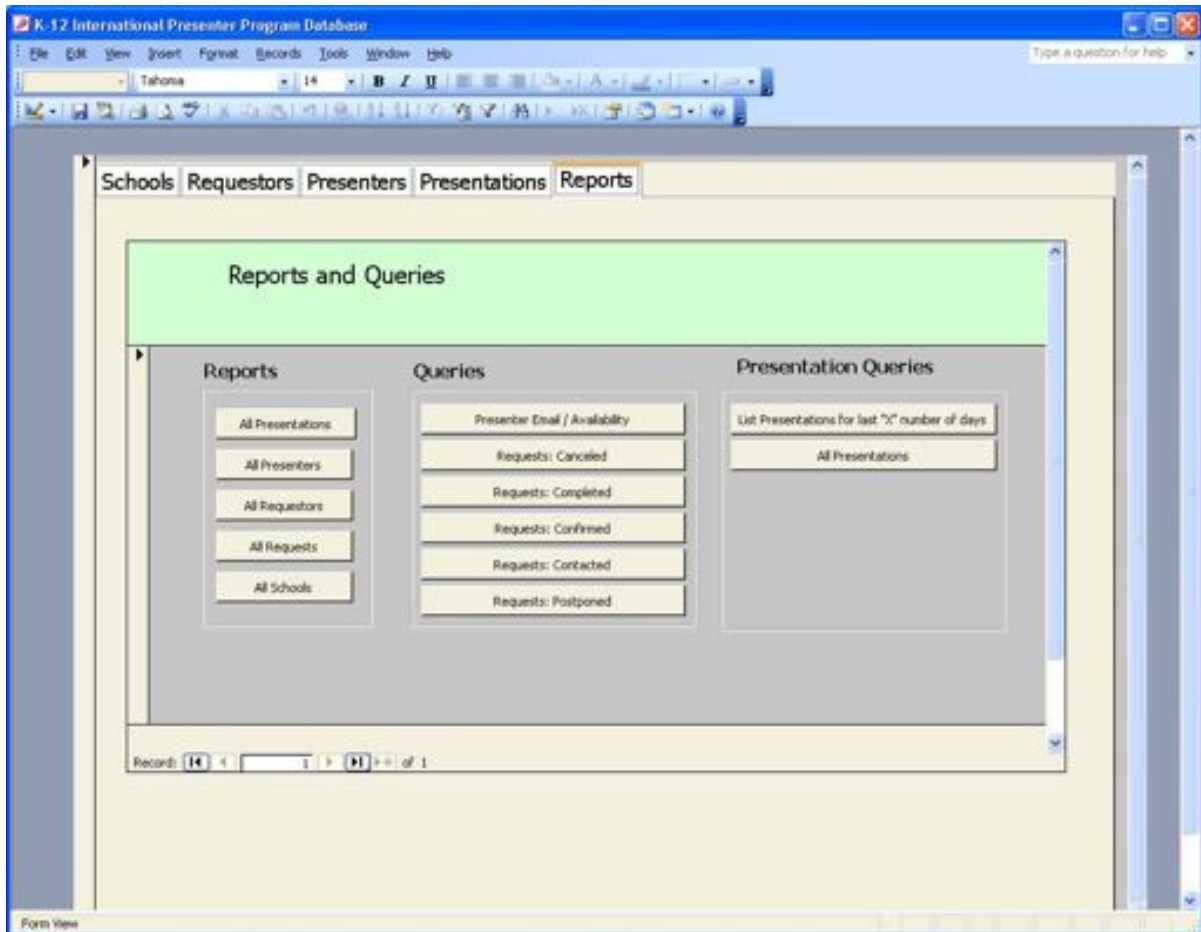 K-12 International Presenter Program Database
File Edit View Insert Format Records Tools Window Help
Type a question for help
Tahoma 14 B I U A
Schools Requestors Presenters Presentations Reports
Reports and Queries
Reports
All Presentations
All Presenters
All Requestors
All Requests
All Schools
Queries
Presenter Email / Availability
Requests: Canceled
Requests: Completed
Requests: Confirmed
Requests: Contacted
Requests: Postponed
Presentation Queries
List Presentations for last "X" number of days
All Presentations
Record: 1 of 1
Form View